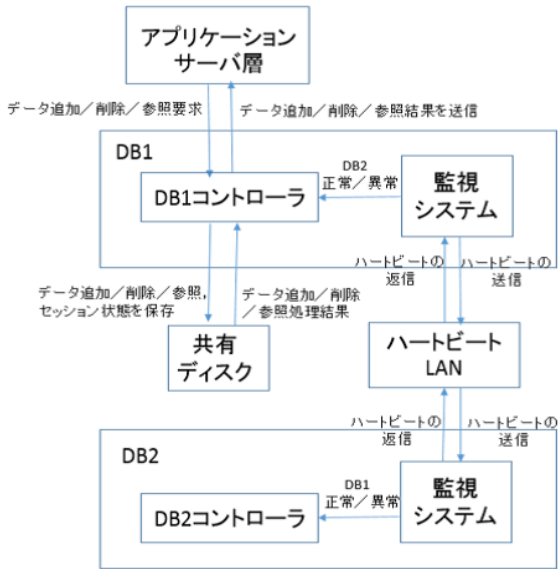 アプリケーション
サーバ層
データ追加／削除／参照要求
データ追加／削除／参照結果を送信
DB1
DB1コントローラ
DB2
正常／異常
監視
システム
ハートビートの
返信
ハートビートの
送信
データ追加／削除／参照,
セッション状態を保存
データ追加／削除
／参照処理結果
共有
ディスク
ハートビート
LAN
ハートビートの
返信
ハートビートの
送信
DB2
DB2コントローラ
DB1
正常／異常
監視
システム